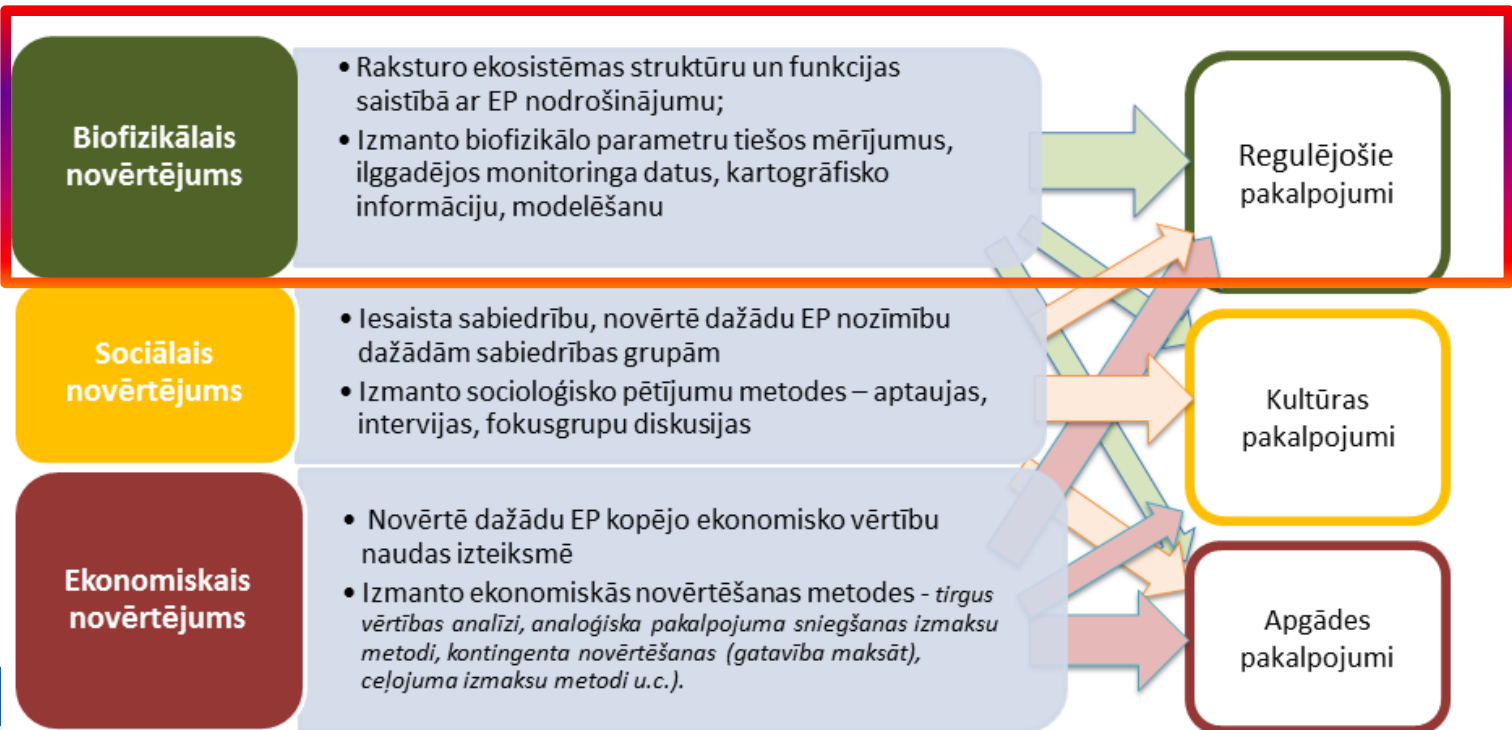 Biofizikālais
novērtējums
• Raksturo ekosistēmas struktūru un funkcijas
saistībā ar EP nodrošinājumu;
• Izmanto biofizikālo parametru tiešos mērījumus,
ilggadējos monitoringa datus, kartogrāfisko
informāciju, modelēšanu
Regulējošie
pakalpojumi
Sociālais
novērtējums
• Iesaista sabiedrību, novērtē dažādu EP nozīmību
dažādām sabiedrības grupām
• Izmanto socioloģisko pētījumu metodes – aptaujas,
intervijas, fokusgrupu diskusijas
Kultūras
pakalpojumi
Ekonomiskais
novērtējums
• Novērtē dažādu EP kopējo ekonomisko vērtību
naudas izteiksmē
• Izmanto ekonomiskās novērtēšanas metodes - tirgus
vērtības analīzi, analoģiska pakalpojuma sniegšanas izmaksu
metodi, kontingenta novērtēšanas (gatavība maksāt),
ceļojuma izmaksu metodi u.c.).
Apgādes
pakalpojumi